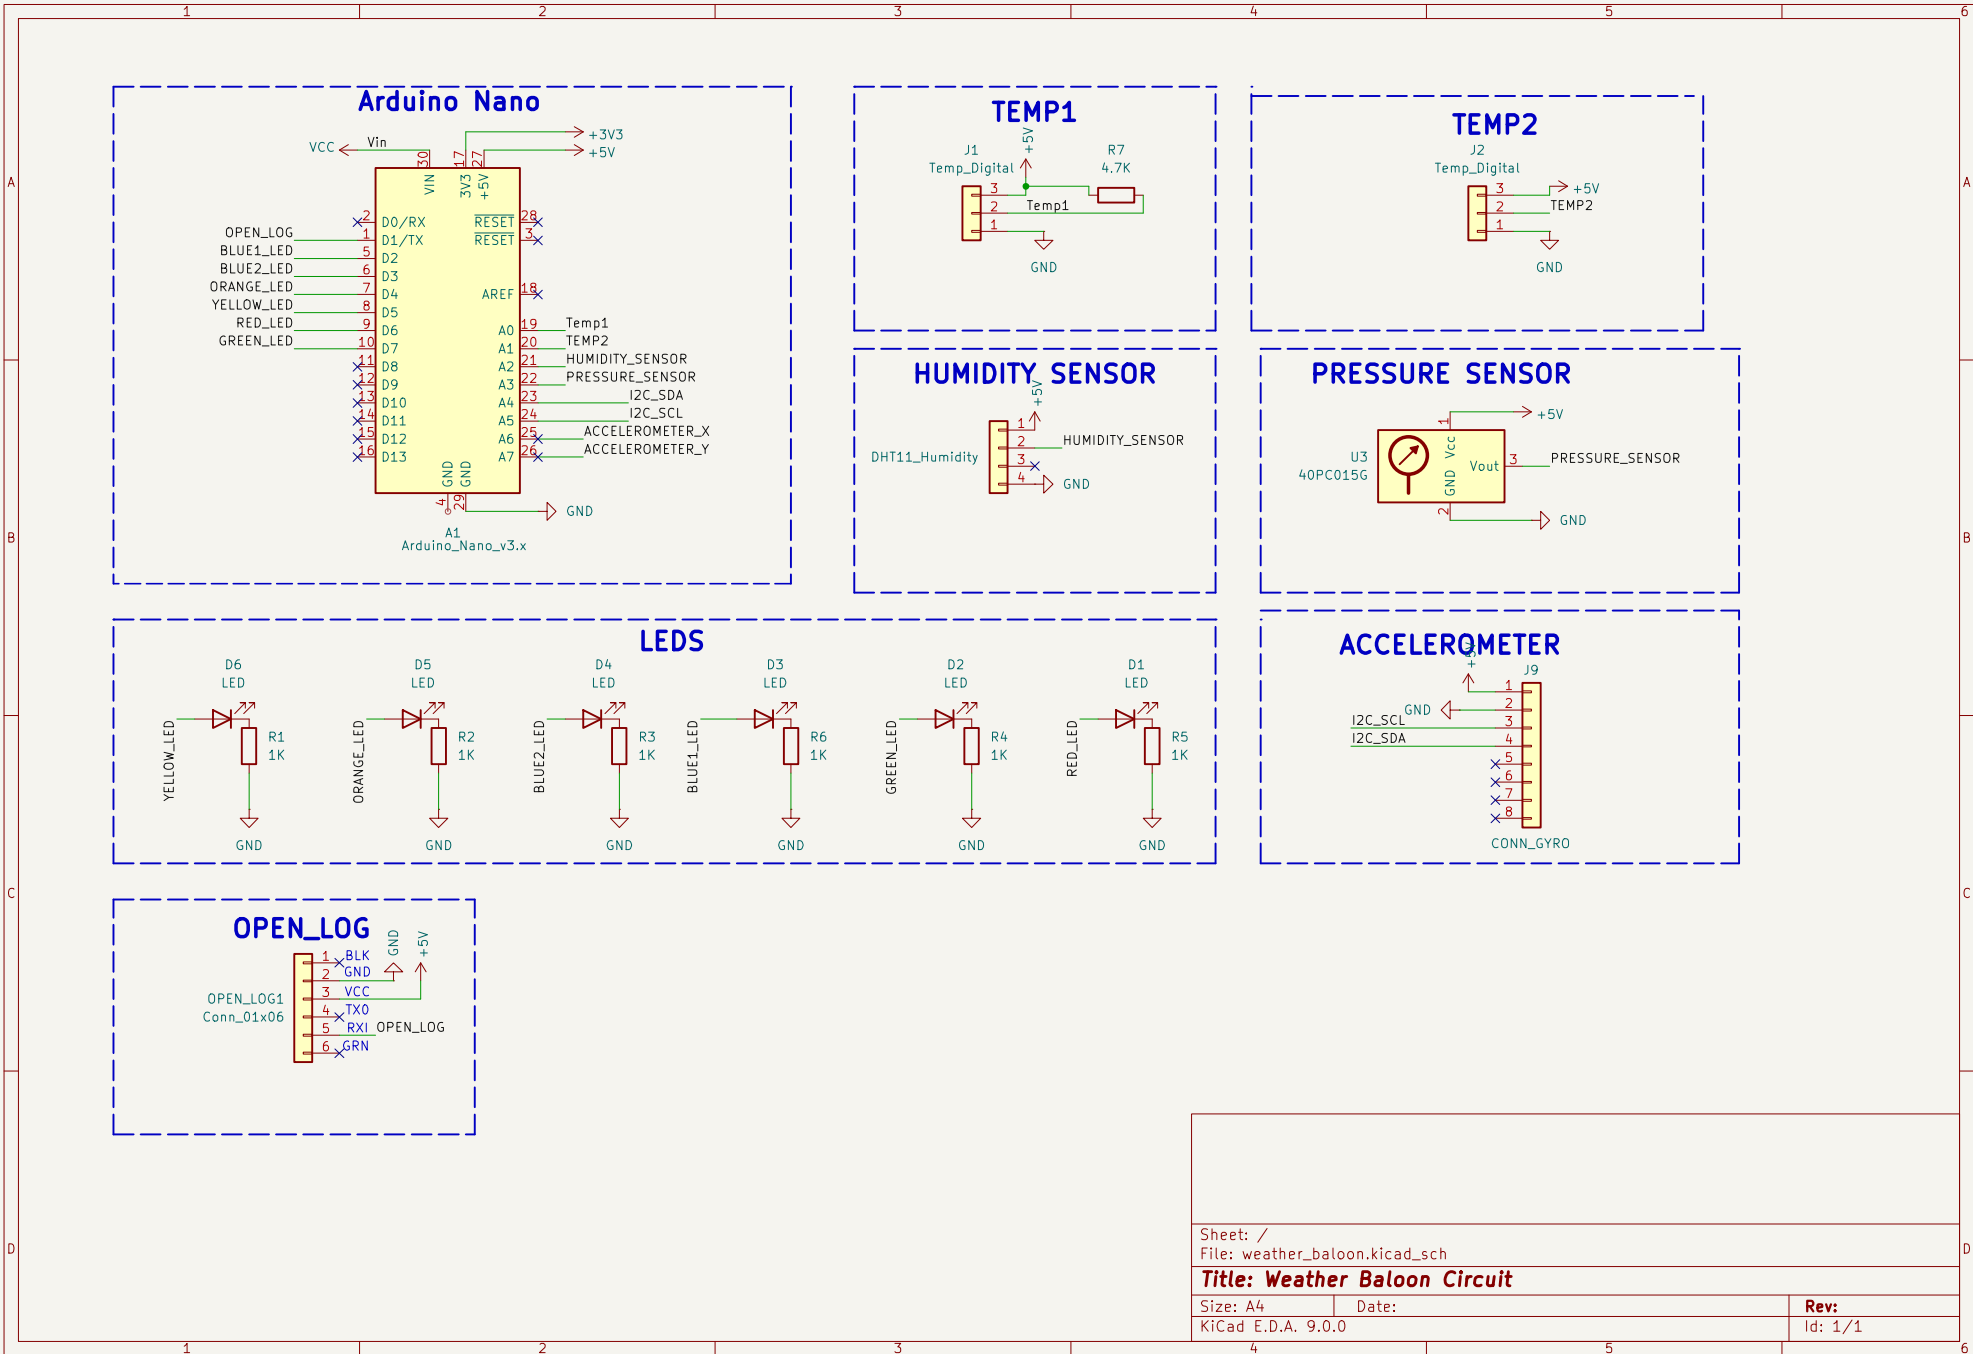 1 2 3 4 5 6
A
B
C
D
Arduino Nano
VCC
Vin
+3V3
+5V
30
17
27
VIN
3V3
+5V
2 D0/RX
OPEN_LOG 1 D1/TX
BLUE1_LED 5 D2
BLUE2_LED 6 D3
ORANGE_LED 7 D4
YELLOW_LED 8 D5
RED_LED 9 D6
GREEN_LED 10 D7
11 D8
12 D9
13 D10
14 D11
15 D12
16 D13
RESET 28
RESET 3
AREF 18
A0 19 Temp1
A1 20 TEMP2
A2 21 HUMIDITY_SENSOR
A3 22 PRESSURE_SENSOR
A4 23 I2C_SDA
A5 24 I2C_SCL
A6 25 ACCELEROMETER_X
A7 26 ACCELEROMETER_Y
GND
GND
4
29
GND
A1
Arduino_Nano_v3.x
TEMP1
+5V
J1
Temp_Digital
R7
4.7K
3
2 Temp1
1
GND
TEMP2
J2
Temp_Digital
3 +5V
2 TEMP2
1
GND
HUMIDITY SENSOR
+5V
1
2 HUMIDITY_SENSOR
DHT11_Humidity
3
4 GND
PRESSURE SENSOR
1
+5V
Vcc
U3
40PC015G
Vout 3 PRESSURE_SENSOR
GND
2
GND
LEDS
D6
LED
YELLOW_LED
R1
1K
GND
D5
LED
ORANGE_LED
R2
1K
GND
D4
LED
BLUE2_LED
R3
1K
GND
D3
LED
BLUE1_LED
R6
1K
GND
D2
LED
GREEN_LED
R4
1K
GND
D1
LED
RED_LED
R5
1K
GND
ACCELEROMETER
+5V
J9
1
GND 2
I2C_SCL 3
I2C_SDA 4
5
6
7
8
CONN_GYRO
OPEN_LOG
GND
+5V
1 BLK
2 GND
3 VCC
4 TX0
5 RXI OPEN_LOG
6 GRN
OPEN_LOG1
Conn_01x06
Sheet: /
File: weather_baloon.kicad_sch
Title: Weather Baloon Circuit
Size: A4 Date: Rev:
KiCad E.D.A. 9.0.0 Id: 1/1
A
B
C
D
1 2 3 4 5 6